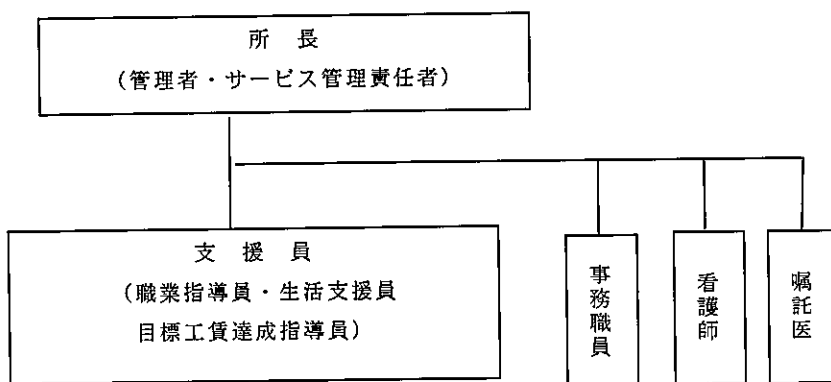 所長
(管理者・サービス管理責任者)
支援員
(職業指導員・生活支援員
目標工賃達成指導員)
事務職員
看護師
嘱託医